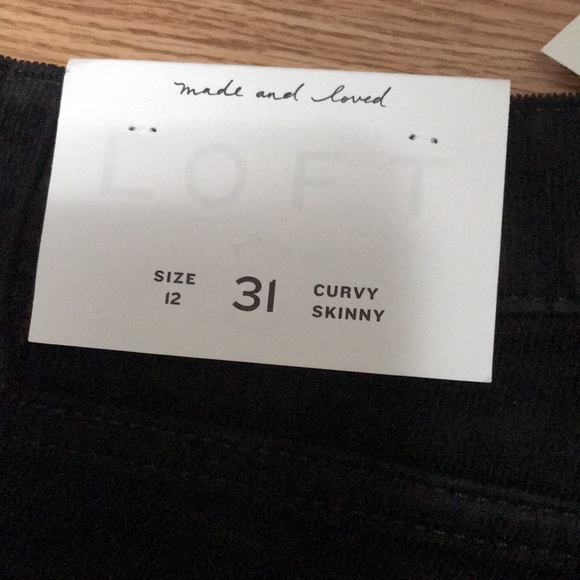 made and loved
LOFT
SIZE 12
31
CURVY SKINNY